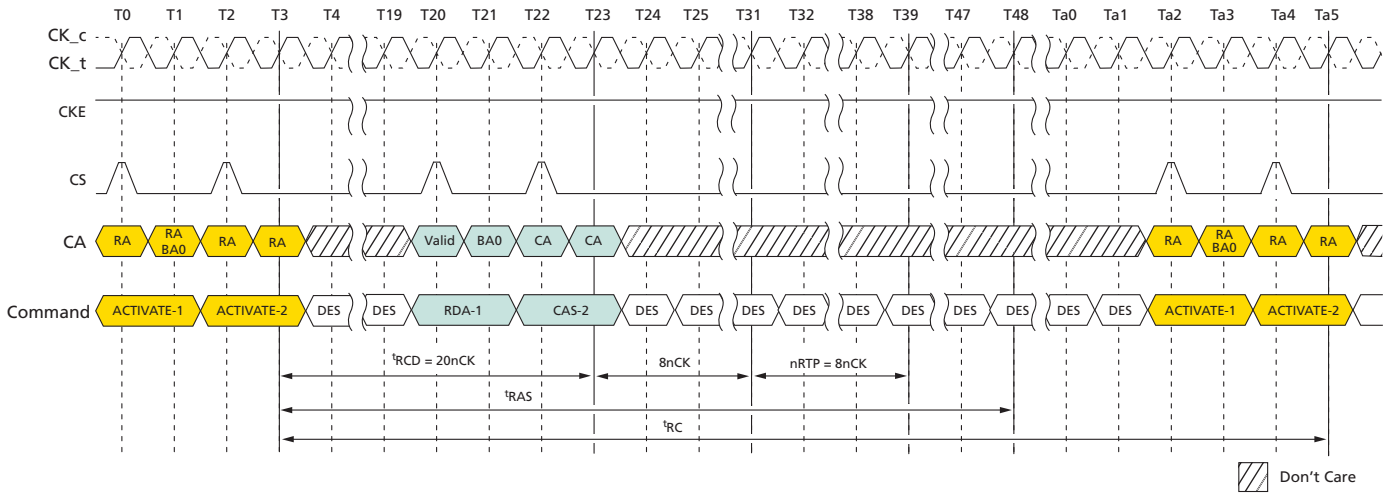 T0 T1 T2 T3 T4 T19 T20 T21 T22 T23 T24 T25 T31 T32 T38 T39 T47 T48 Ta0 Ta1 Ta2 Ta3 Ta4 Ta5
CK_c
CK_t
CKE
CS
CA RA RA BA0 RA RA Valid BA0 CA CA RA RA BA0 RA RA
Command ACTIVATE-1 ACTIVATE-2 DES DES RDA-1 CAS-2 DES DES DES DES DES DES DES DES DES DES ACTIVATE-1 ACTIVATE-2
tRCD = 20nCK 8nCK nRTP = 8nCK
tRAS
tRC
Don't Care